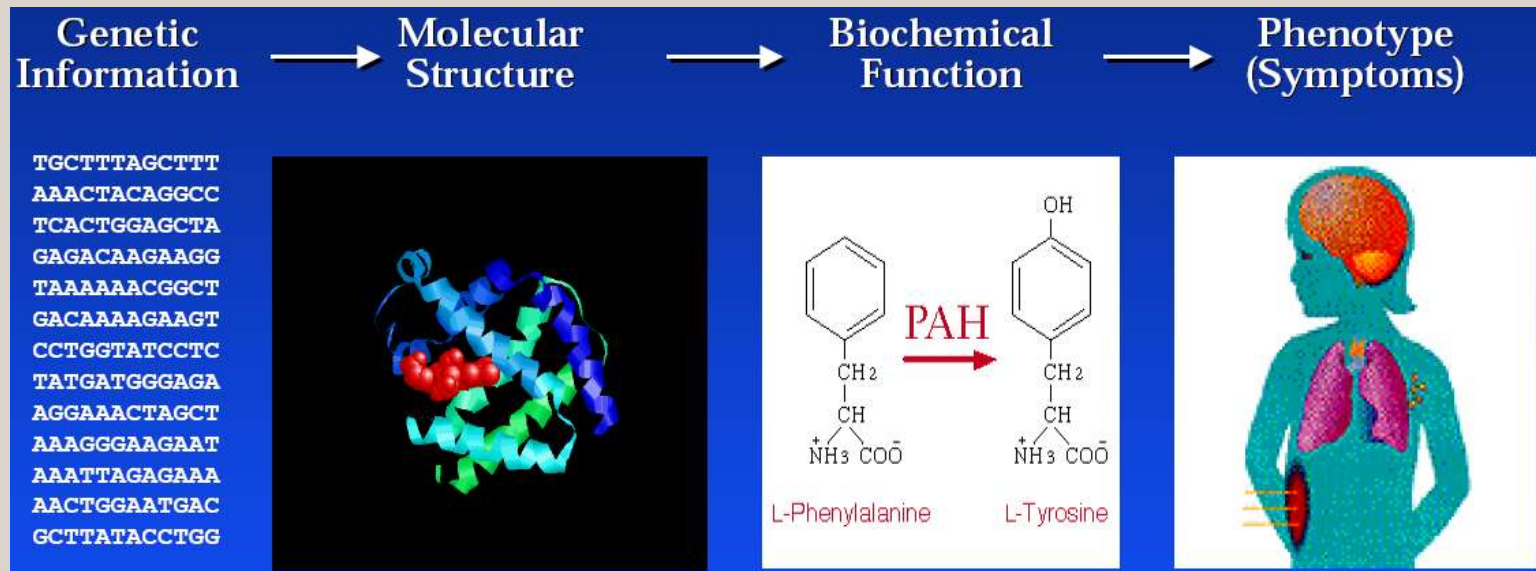 Genetic
Information
Molecular
Structure
Biochemical
Function
Phenotype
(Symptoms)
TGCTTTAGCTTT
AAACTACAGGCC
TCACTGGAGCTA
GAGACAAGAAGG
TAAAAAACGGCT
GACAAAAGAAGT
CCTGGTATCCTC
TATGATGGGAGA
AGGAAACTAGCT
AAAGGGAAGAAT
AAATTAGAGAAA
AACTGGAATGAC
GCTTATACCTGG
CH2
CH
+
NH3 COO-
L-Phenylalanine
PAH
OH
CH2
CH
+
NH3 COO-
L-Tyrosine